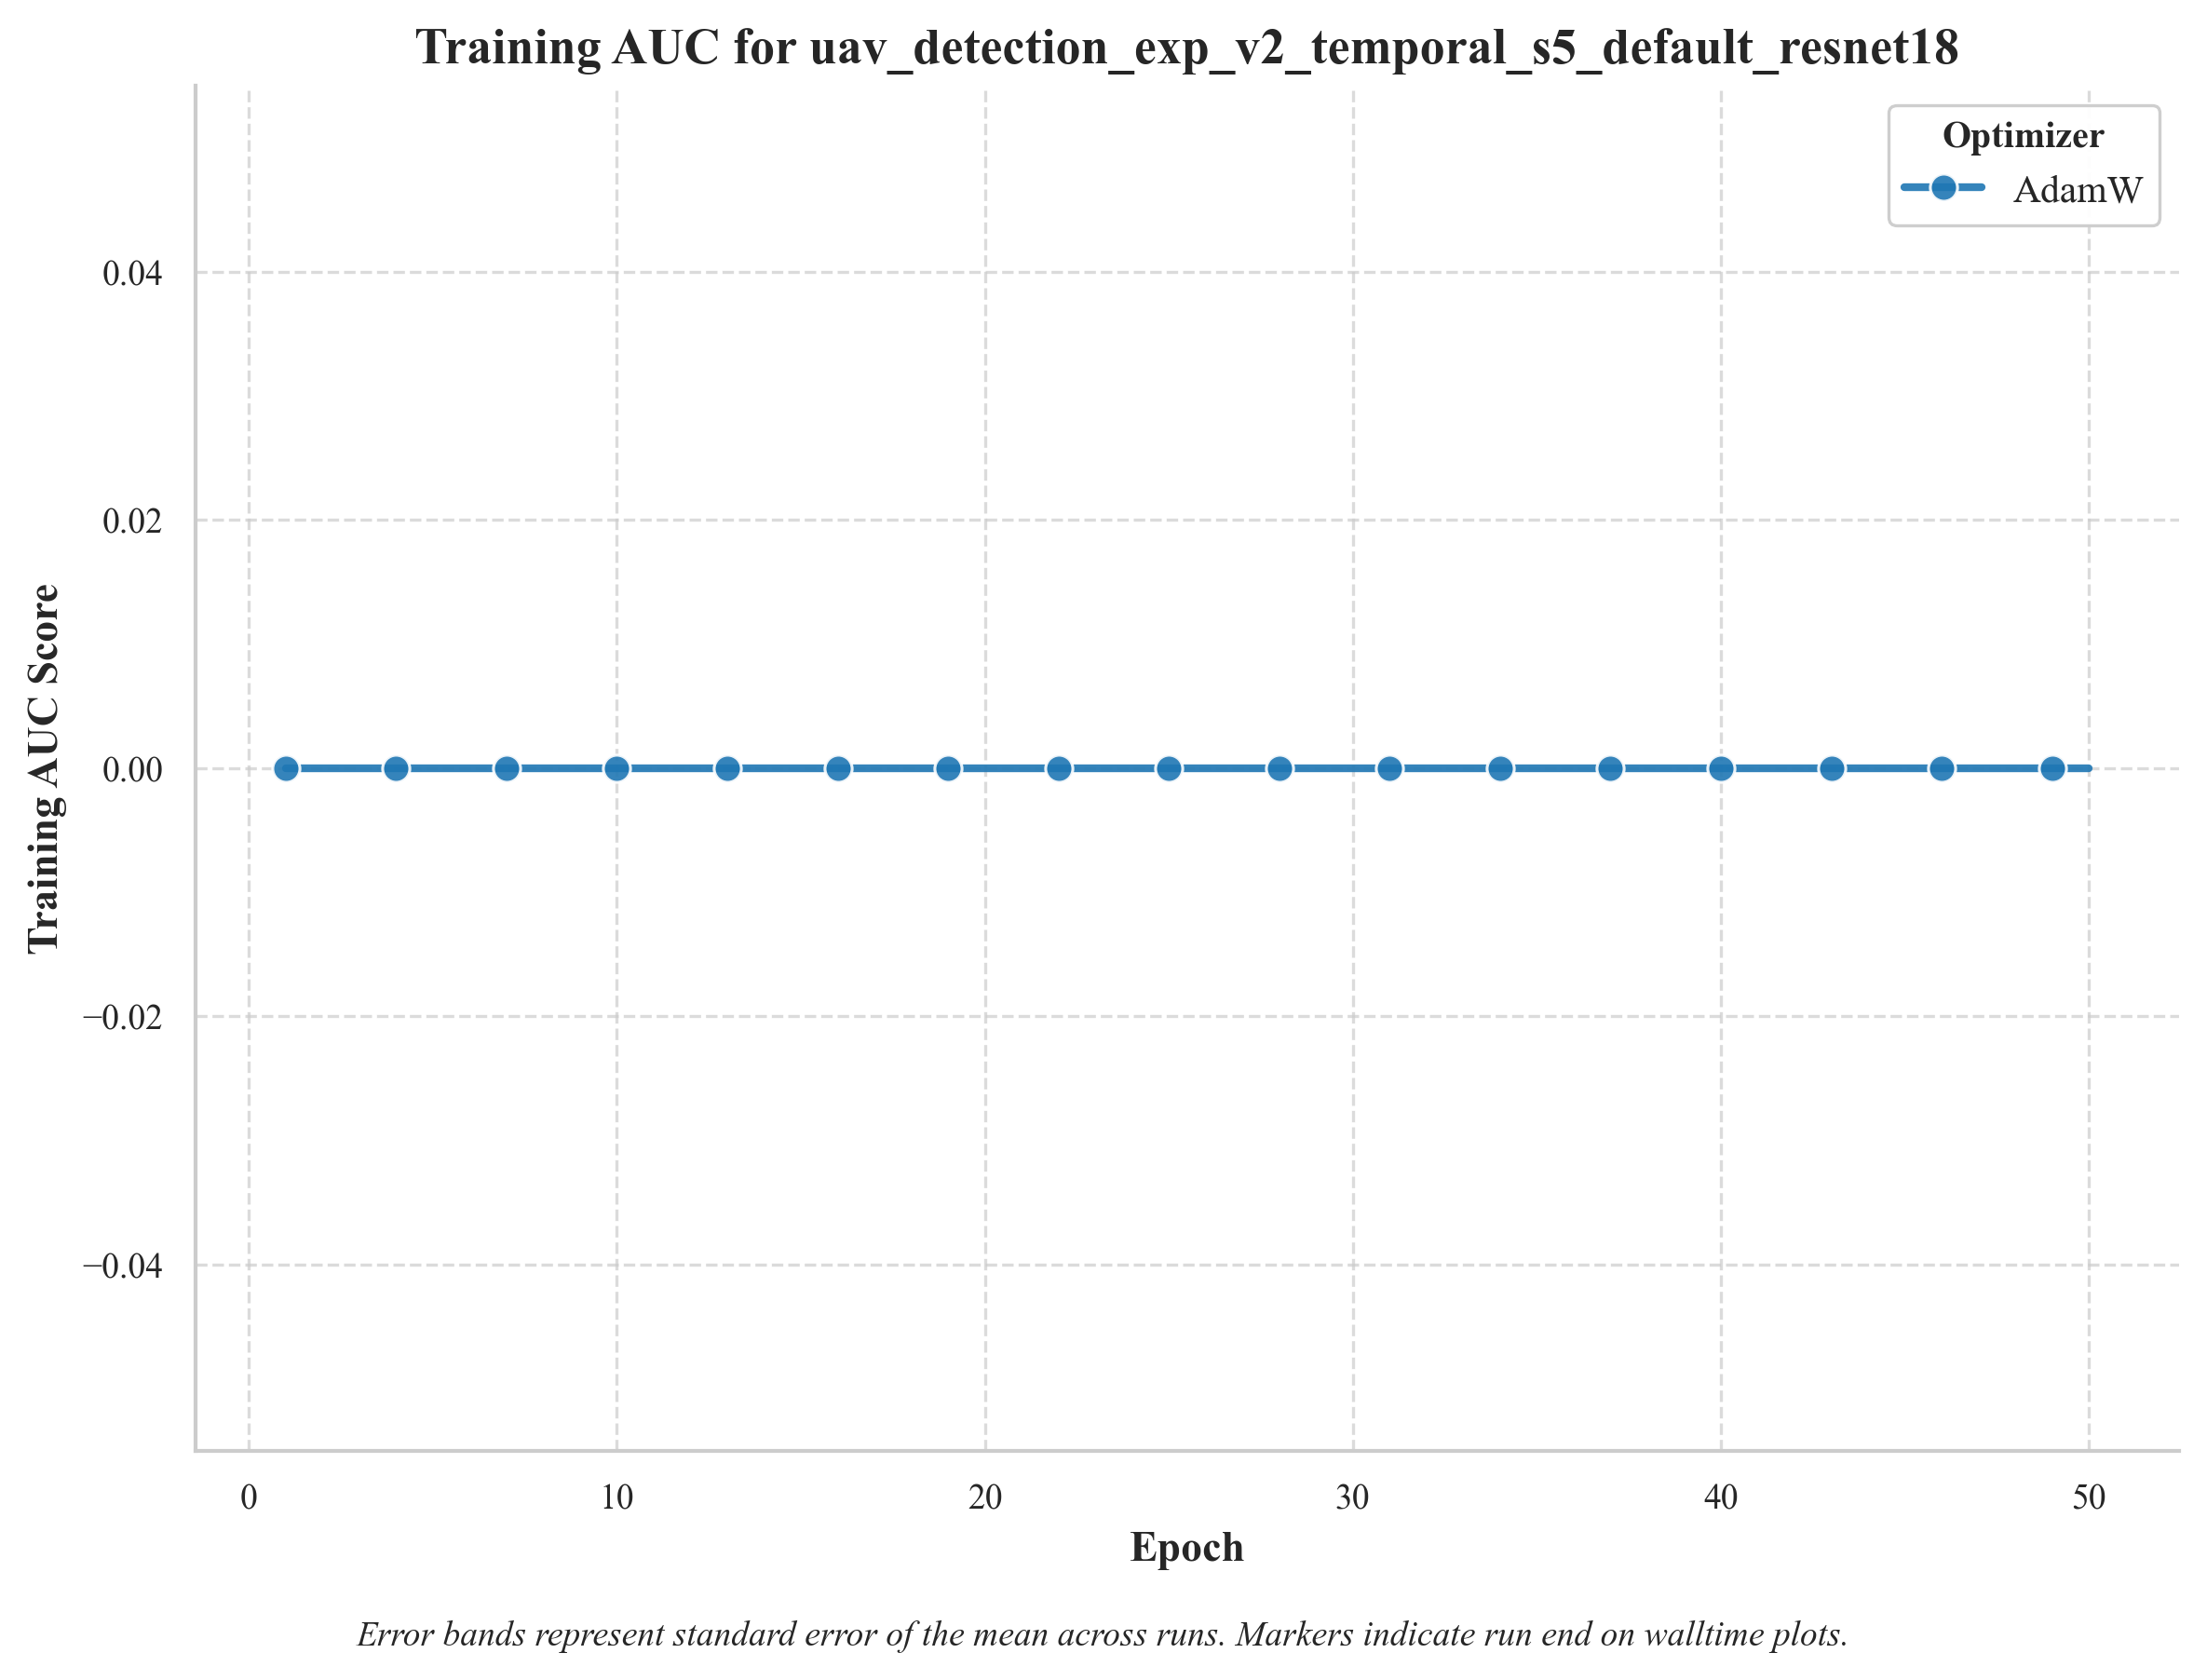 Training AUC for uav_detection_exp_v2_temporal_s5_default_resnet18
Optimizer
AdamW
Training AUC Score
0.04
0.02
0.00
−0.02
−0.04
0 10 20 30 40 50
Epoch
Error bands represent standard error of the mean across runs. Markers indicate run end on walltime plots.